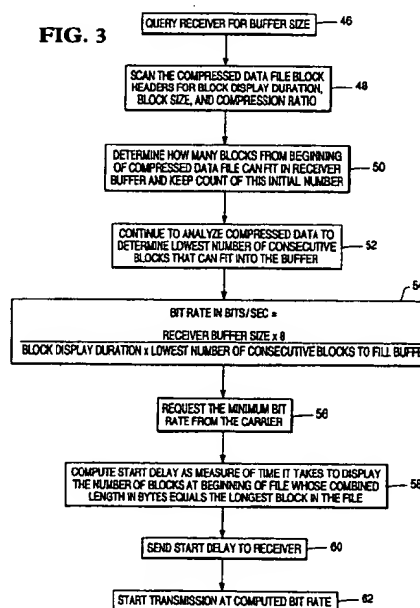 FIG. 3
QUERY RECEIVER FOR BUFFER SIZE
46
SCAN THE COMPRESSED DATA FILE BLOCK
HEADERS FOR BLOCK DISPLAY DURATION,
BLOCK SIZE, AND COMPRESSION RATIO
48
DETERMINE HOW MANY BLOCKS FROM BEGINNING
OF COMPRESSED DATA FILE CAN FIT IN RECEIVER
BUFFER AND KEEP COUNT OF THIS INITIAL NUMBER
50
CONTINUE TO ANALYZE COMPRESSED DATA TO
DETERMINE LOWEST NUMBER OF CONSECUTIVE
BLOCKS THAT CAN FIT INTO THE BUFFER
52
54
BIT RATE IN BITS/SEC =
RECEIVER BUFFER SIZE x 8
BLOCK DISPLAY DURATION x LOWEST NUMBER OF CONSECUTIVE BLOCKS TO FILL BUFFER
REQUEST THE MINIMUM BIT
RATE FROM THE CARRIER
56
COMPUTE START DELAY AS MEASURE OF TIME IT TAKES TO DISPLAY
THE NUMBER OF BLOCKS AT BEGINNING OF FILE WHOSE COMBINED
LENGTH IN BYTES EQUALS THE LONGEST BLOCK IN THE FILE
58
SEND START DELAY TO RECEIVER
60
START TRANSMISSION AT COMPUTED BIT RATE
62